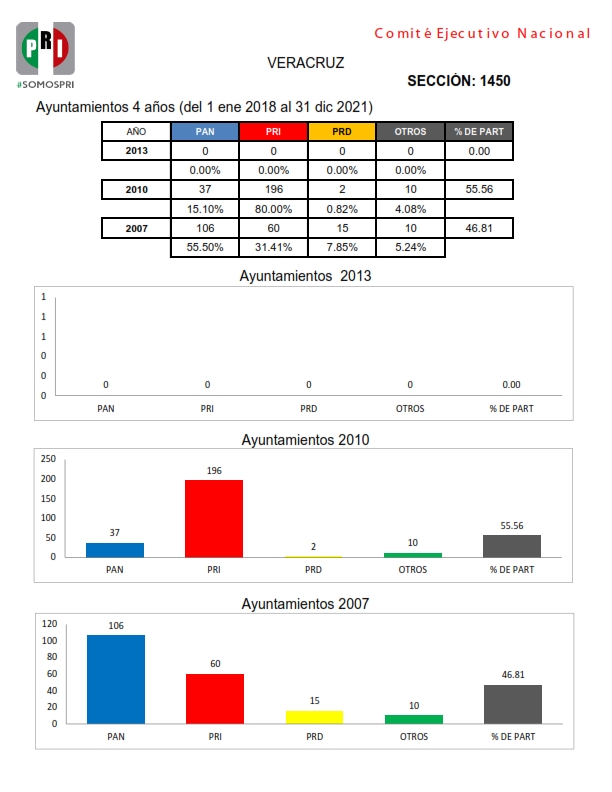 Comité Ejecutivo Nacional
PRI
#SOMOSPRI
VERACRUZ
SECCIÓN: 1450
Ayuntamientos 4 años (del 1 ene 2018 al 31 dic 2021)
AÑO PAN PRI PRD OTROS % DE PART
2013 0 0 0 0 0.00
0.00% 0.00% 0.00% 0.00%
2010 37 196 2 10 55.56
15.10% 80.00% 0.82% 4.08%
2007 106 60 15 10 46.81
55.50% 31.41% 7.85% 5.24%
Ayuntamientos 2013
1
1
1
0
0
0
0 0 0 0 0.00
PAN PRI PRD OTROS % DE PART
Ayuntamientos 2010
250
200
150
100
50
0
37 196 2 10 55.56
PAN PRI PRD OTROS % DE PART
Ayuntamientos 2007
120
100
80
60
40
20
0
106 60 15 10 46.81
PAN PRI PRD OTROS % DE PART